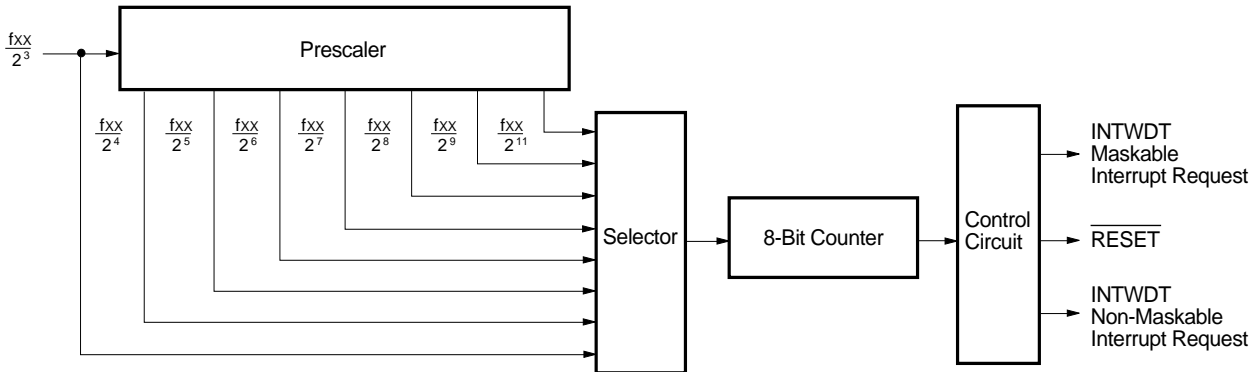 Prescaler
fxx
2³
fxx
2⁴
fxx
2⁵
fxx
2⁶
fxx
2⁷
fxx
2⁸
fxx
2⁹
fxx
2¹¹
Selector
8-Bit Counter
Control
Circuit
INTWDT
Maskable
Interrupt Request
RESET
INTWDT
Non-Maskable
Interrupt Request